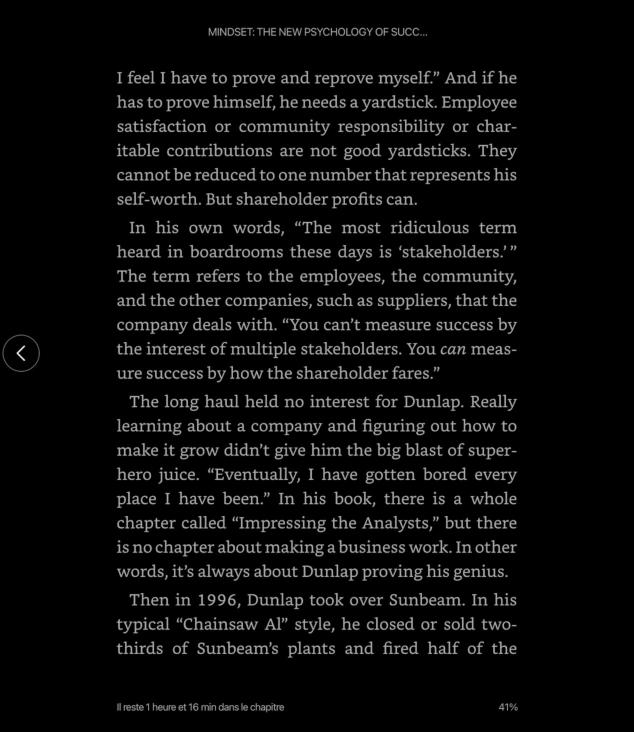 MINDSET: THE NEW PSYCHOLOGY OF SUCC...
I feel I have to prove and reprove myself.” And if he
has to prove himself, he needs a yardstick. Employee
satisfaction or community responsibility or char-
itable contributions are not good yardsticks. They
cannot be reduced to one number that represents his
self-worth. But shareholder profits can.
In his own words, “The most ridiculous term
heard in boardrooms these days is ‘stakeholders.’ ”
The term refers to the employees, the community,
and the other companies, such as suppliers, that the
company deals with. “You can’t measure success by
the interest of multiple stakeholders. You can meas-
ure success by how the shareholder fares.”
The long haul held no interest for Dunlap. Really
learning about a company and figuring out how to
make it grow didn’t give him the big blast of super-
hero juice. “Eventually, I have gotten bored every
place I have been.” In his book, there is a whole
chapter called “Impressing the Analysts,” but there
is no chapter about making a business work. In other
words, it’s always about Dunlap proving his genius.
Then in 1996, Dunlap took over Sunbeam. In his
typical “Chainsaw Al” style, he closed or sold two-
thirds of Sunbeam’s plants and fired half of the
Il reste 1 heure et 16 min dans le chapitre
41%